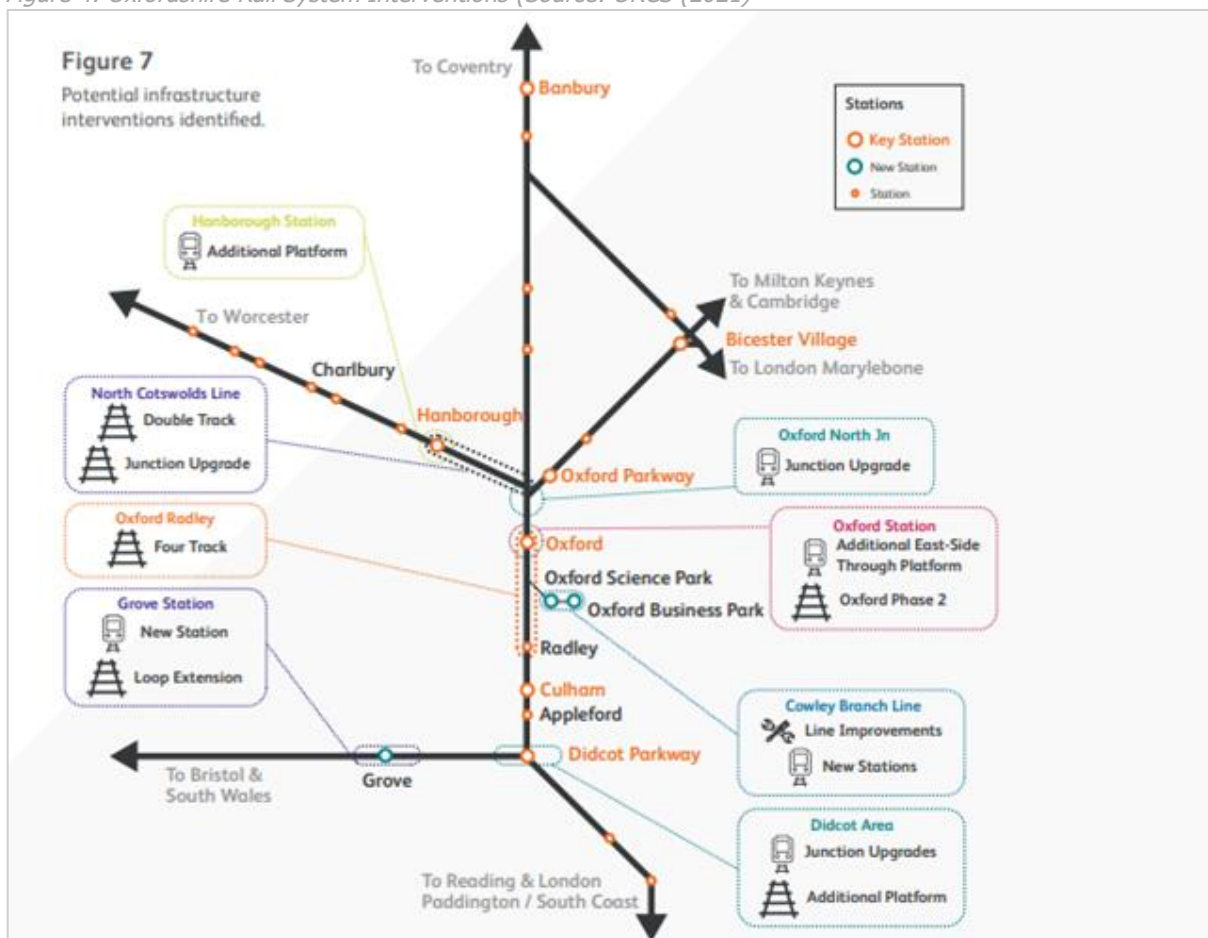 Figure 7
Potential infrastructure
interventions identified.
To Coventry
Banbury
Stations
Key Station
New Station
Station
Hanborough Station
Additional Platform
To Worcester
Charlbury
To Milton Keynes
& Cambridge
Bicester Village
To London Marylebone
North Cotswolds Line
Double Track
Junction Upgrade
Hanborough
Oxford North Jn
Junction Upgrade
Oxford Parkway
Oxford Radley
Four Track
Oxford
Oxford Station
Additional East-Side
Through Platform
Oxford Phase 2
Oxford Science Park
Oxford Business Park
Grove Station
New Station
Loop Extension
Radley
Culham
Appleford
Cowley Branch Line
Line Improvements
New Stations
Didcot Parkway
To Bristol &
South Wales
Grove
Didcot Area
Junction Upgrades
Additional Platform
To Reading & London
Paddington / South Coast